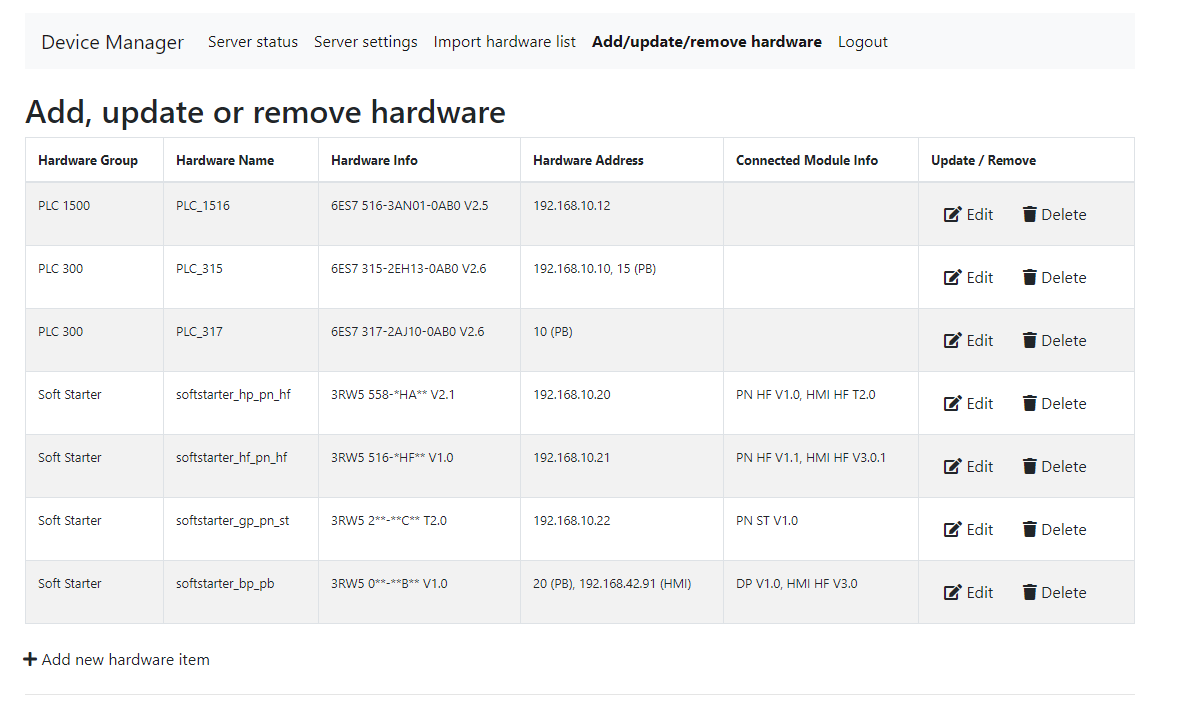 Device Manager Server status Server settings Import hardware list Add/update/remove hardware Logout
Add, update or remove hardware
Hardware Group Hardware Name Hardware Info Hardware Address Connected Module Info Update / Remove
PLC 1500 PLC_1516 6ES7 516-3AN01-0AB0 V2.5 192.168.10.12 Edit Delete
PLC 300 PLC_315 6ES7 315-2EH13-0AB0 V2.6 192.168.10.10, 15 (PB) Edit Delete
PLC 300 PLC_317 6ES7 317-2AJ10-0AB0 V2.6 10 (PB) Edit Delete
Soft Starter softstarter_hp_pn_hf 3RW5 558-*HA** V2.1 192.168.10.20 PN HF V1.0, HMI HF T2.0 Edit Delete
Soft Starter softstarter_hf_pn_hf 3RW5 516-*HF** V1.0 192.168.10.21 PN HF V1.1, HMI HF V3.0.1 Edit Delete
Soft Starter softstarter_gp_pn_st 3RW5 2**-**C** T2.0 192.168.10.22 PN ST V1.0 Edit Delete
Soft Starter softstarter_bp_pb 3RW5 0**-**B** V1.0 20 (PB), 192.168.42.91 (HMI) DP V1.0, HMI HF V3.0 Edit Delete
Add new hardware item